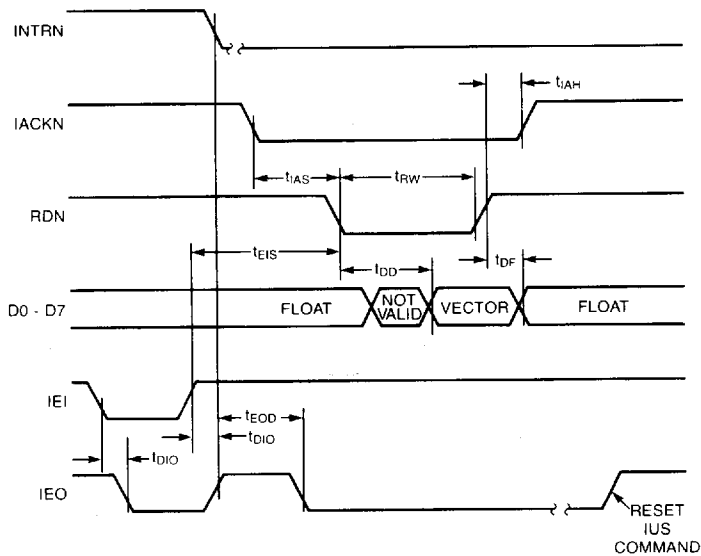 INTRN
tIAH
IACKN
tIAS
tRW
RDN
tEIS
tDD
tDF
D0 - D7
FLOAT
NOT
VALID
VECTOR
FLOAT
IEI
tEOD
tDIO
tDIO
IEO
RESET
IUS
COMMAND